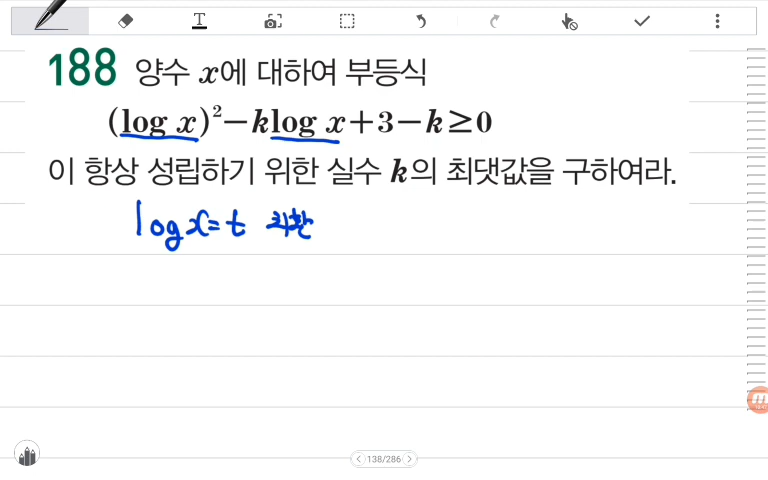 T
188 양수 x에 대하여 부등식
(log x)²−klog x+3−k≥0
이 항상 성립하기 위한 실수 k의 최댓값을 구하여라.
log x=t 치환
138/286